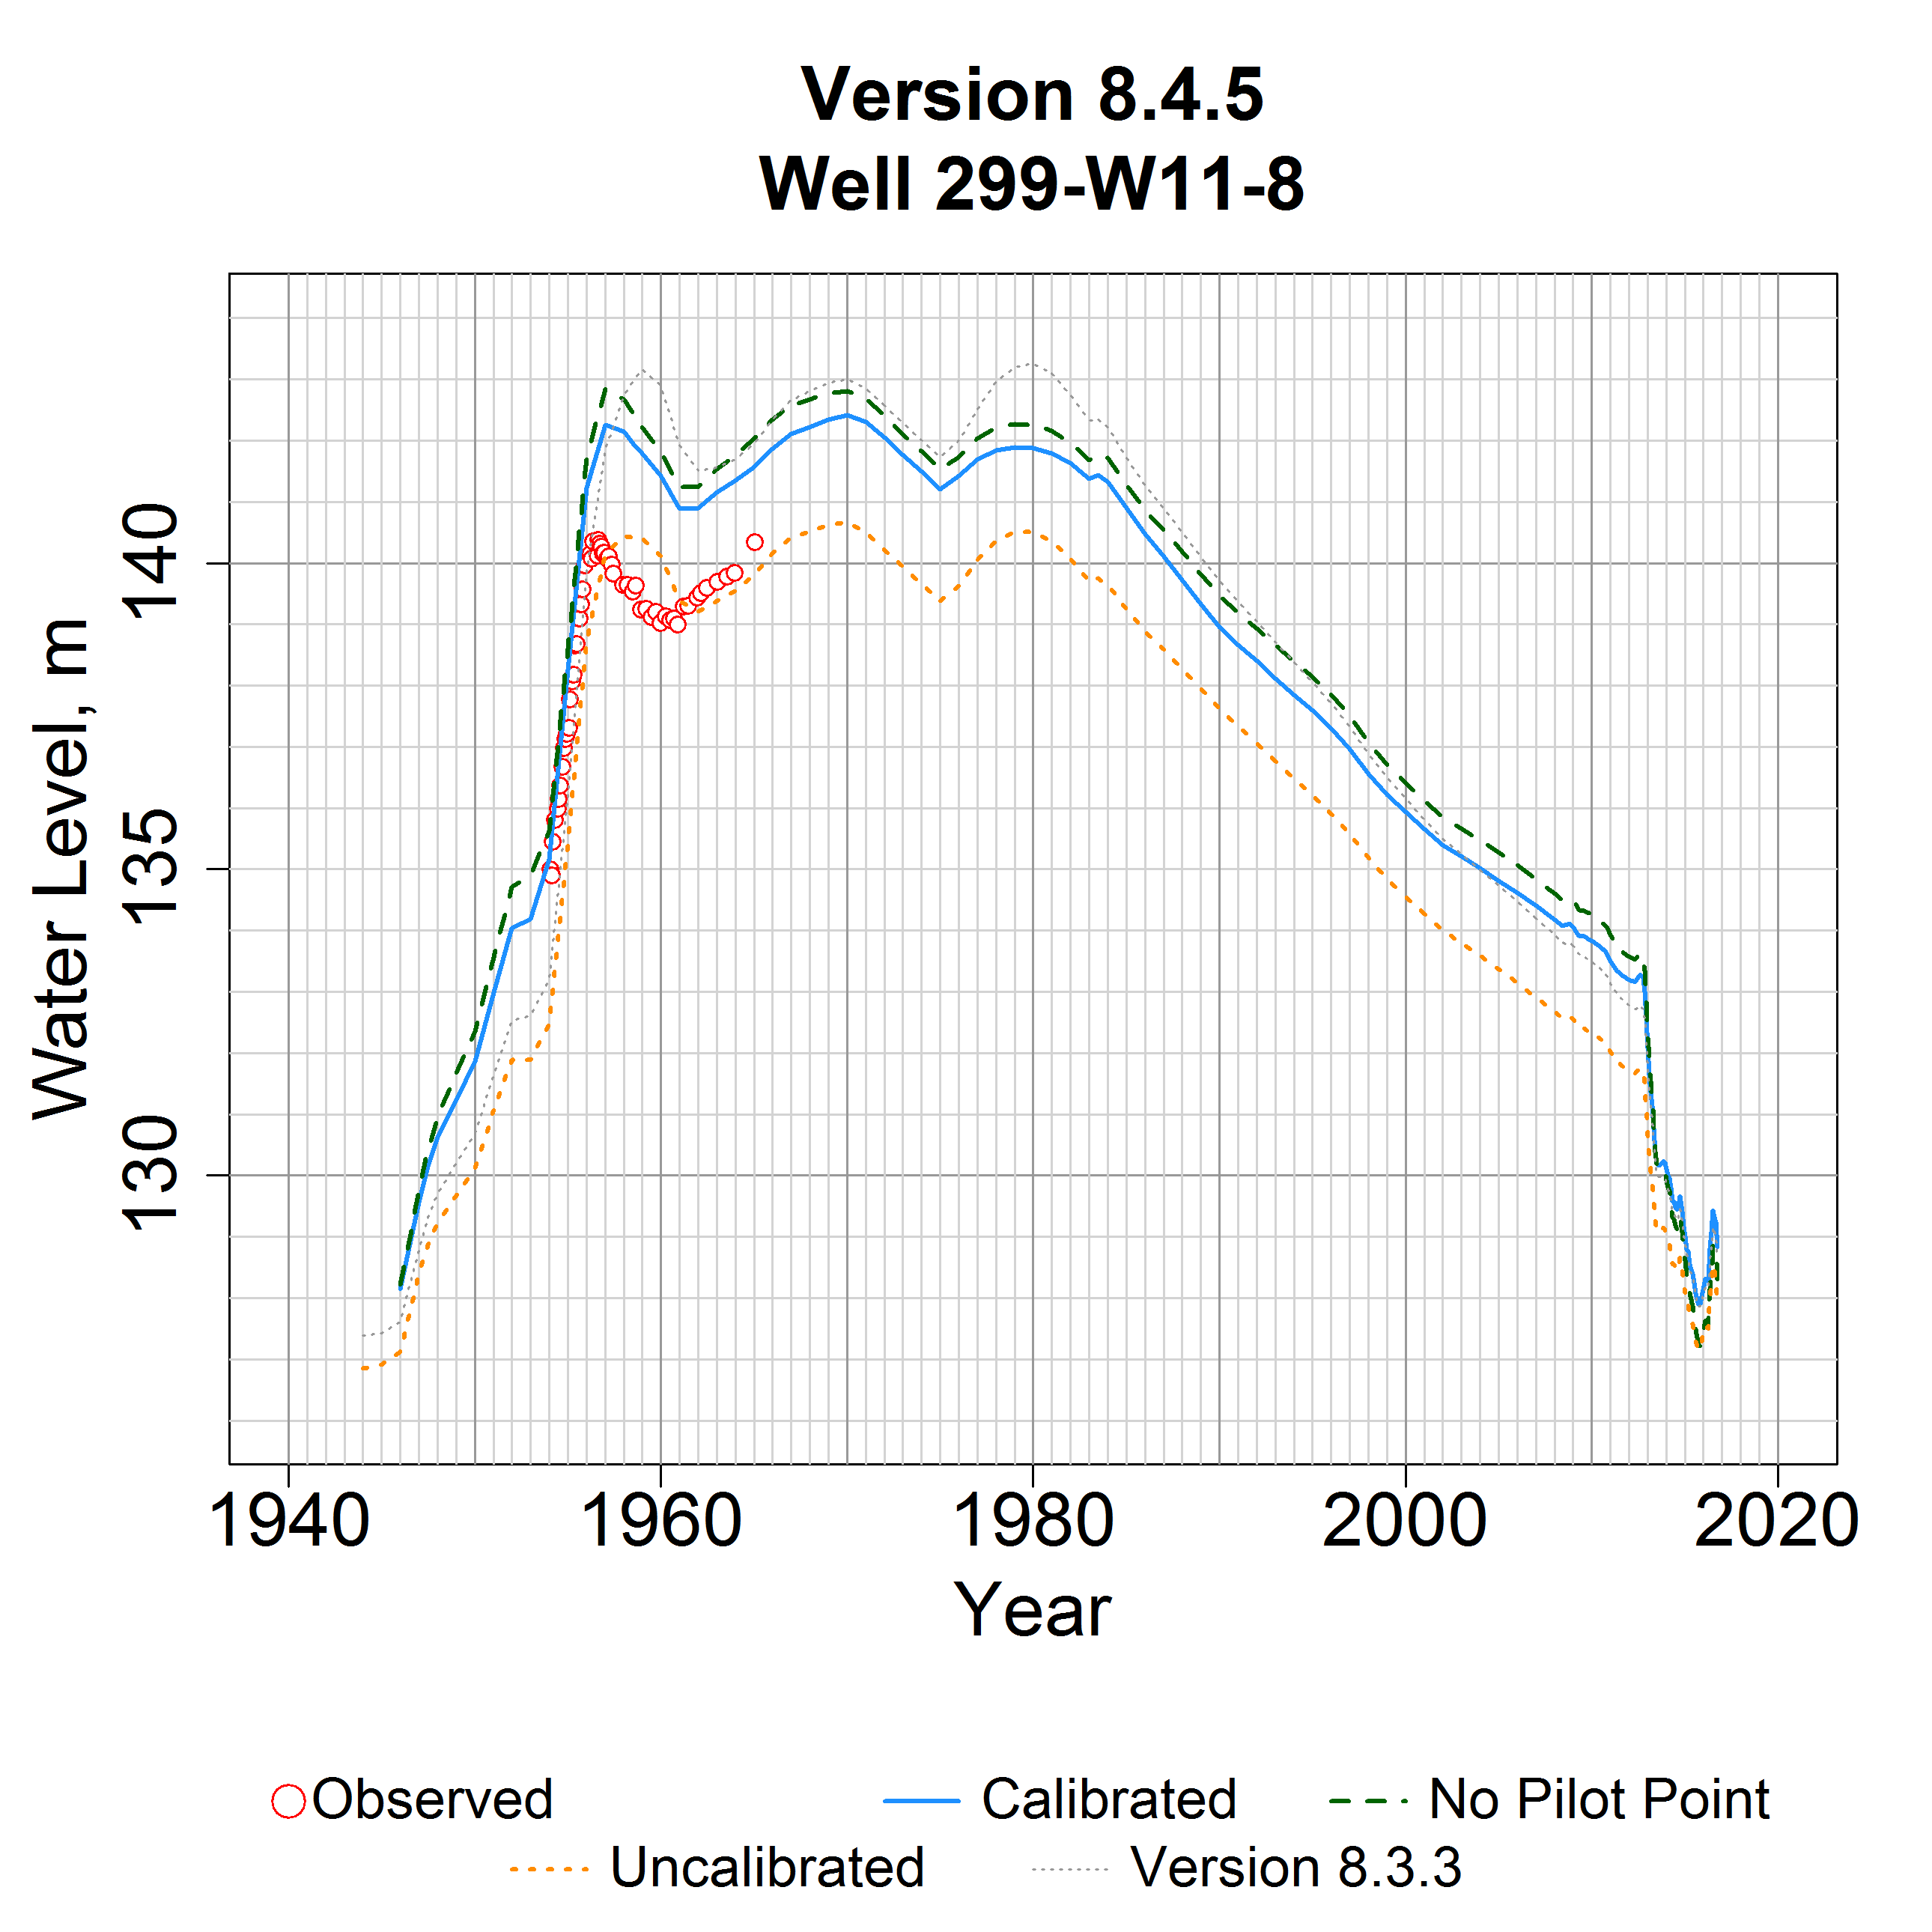 Version 8.4.5
Well 299-W11-8
Water Level, m
140
135
130
1940 1960 1980 2000 2020
Year
Observed Calibrated No Pilot Point
Uncalibrated Version 8.3.3